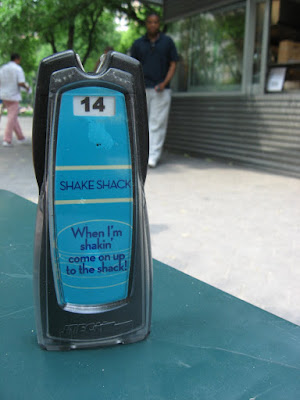 14
SHAKE SHACK
When I'm
shakin'
come on up
to the shack!